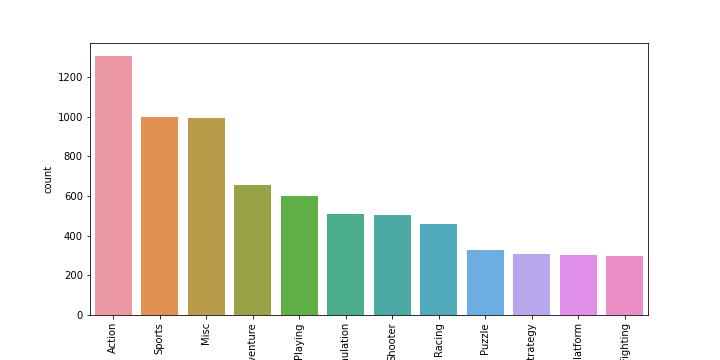 count
1200
1000
800
600
400
200
0
Action
Sports
Misc
venture
Playing
ulation
Shooter
Racing
Puzzle
trategy
latform
ighting